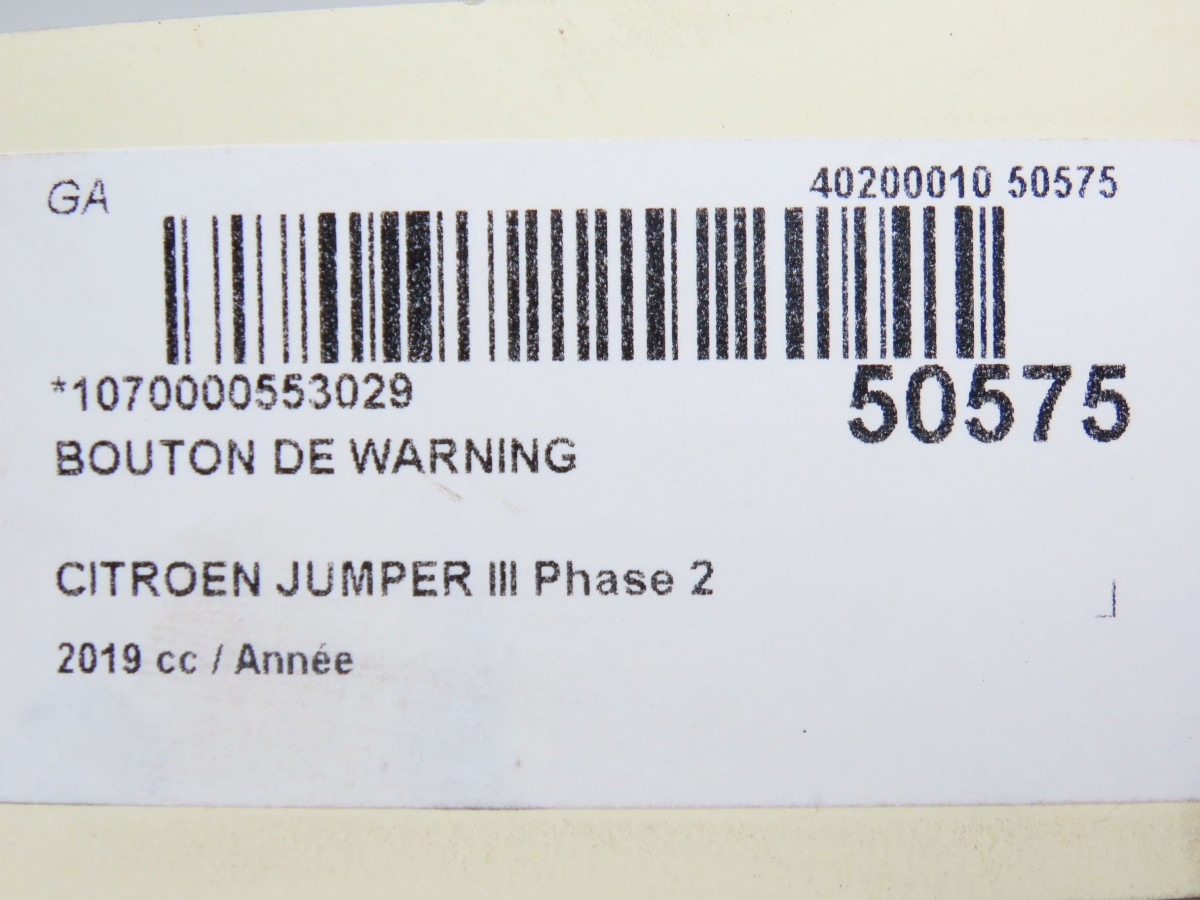 GA
40200010 50575
*1070000553029
50575
BOUTON DE WARNING
CITROEN JUMPER III Phase 2
2019 cc / Année